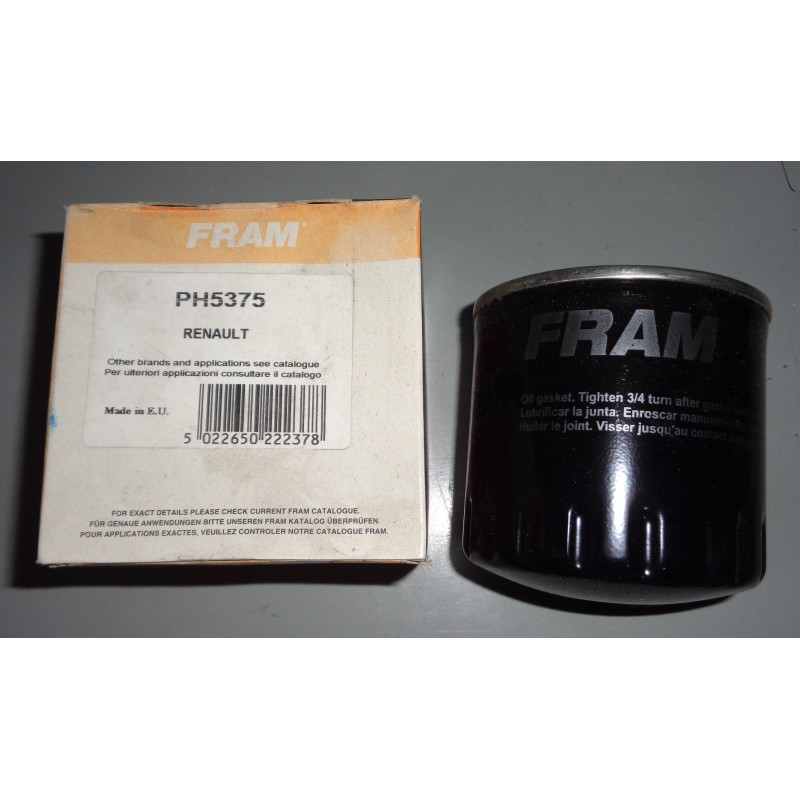 FRAM®
PH5375
RENAULT
Other brands and applications see catalogue
Per ulteriori applicazioni consultare il catalogo
Made in E.U.
5 022650 222378
FOR EXACT DETAILS PLEASE CHECK CURRENT FRAM CATALOGUE.
FÜR GENAUE ANWENDUNGEN BITTE UNSEREN FRAM KATALOG ÜBERPRÜFEN.
POUR APPLICATIONS EXACTES, VEUILLEZ CONTROLER NOTRE CATALOGUE FRAM.
FRAM
Oil gasket. Tighten 3/4 turn after gasket
Lubrificar la junta. Enroscar
Huiler le joint. Visser jusqu'au contact